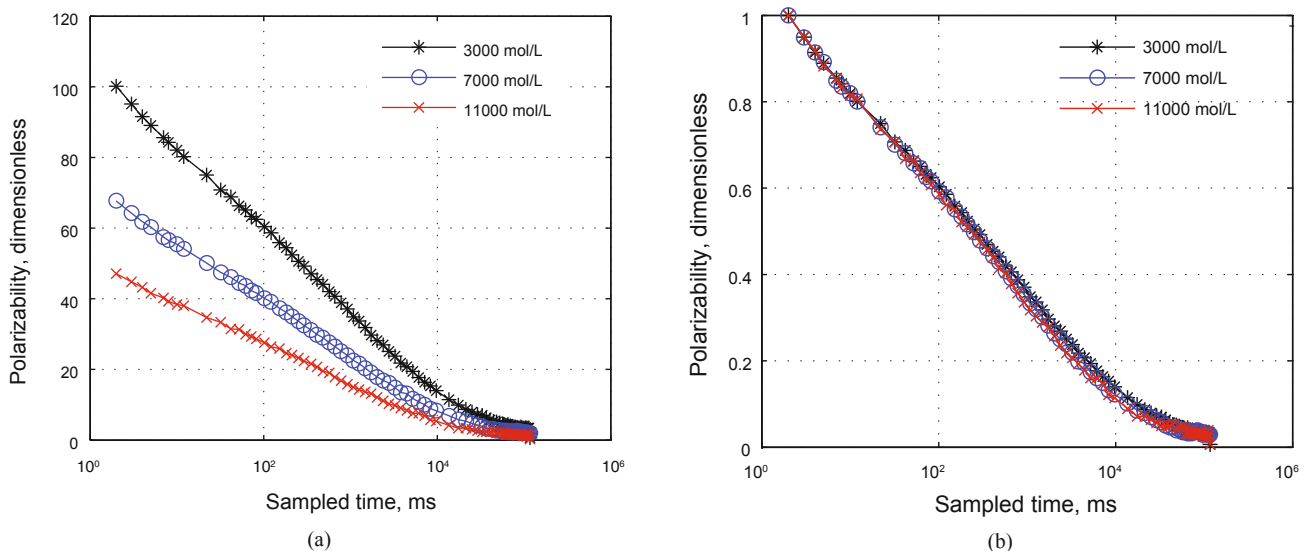 120
100
80
60
40
20
0
Polarizability, dimensionless
3000 mol/L
7000 mol/L
11000 mol/L
10⁰
10²
10⁴
10⁶
Sampled time, ms
(a)
1
0.8
0.6
0.4
0.2
0
Polarizability, dimensionless
3000 mol/L
7000 mol/L
11000 mol/L
10⁰
10²
10⁴
10⁶
Sampled time, ms
(b)